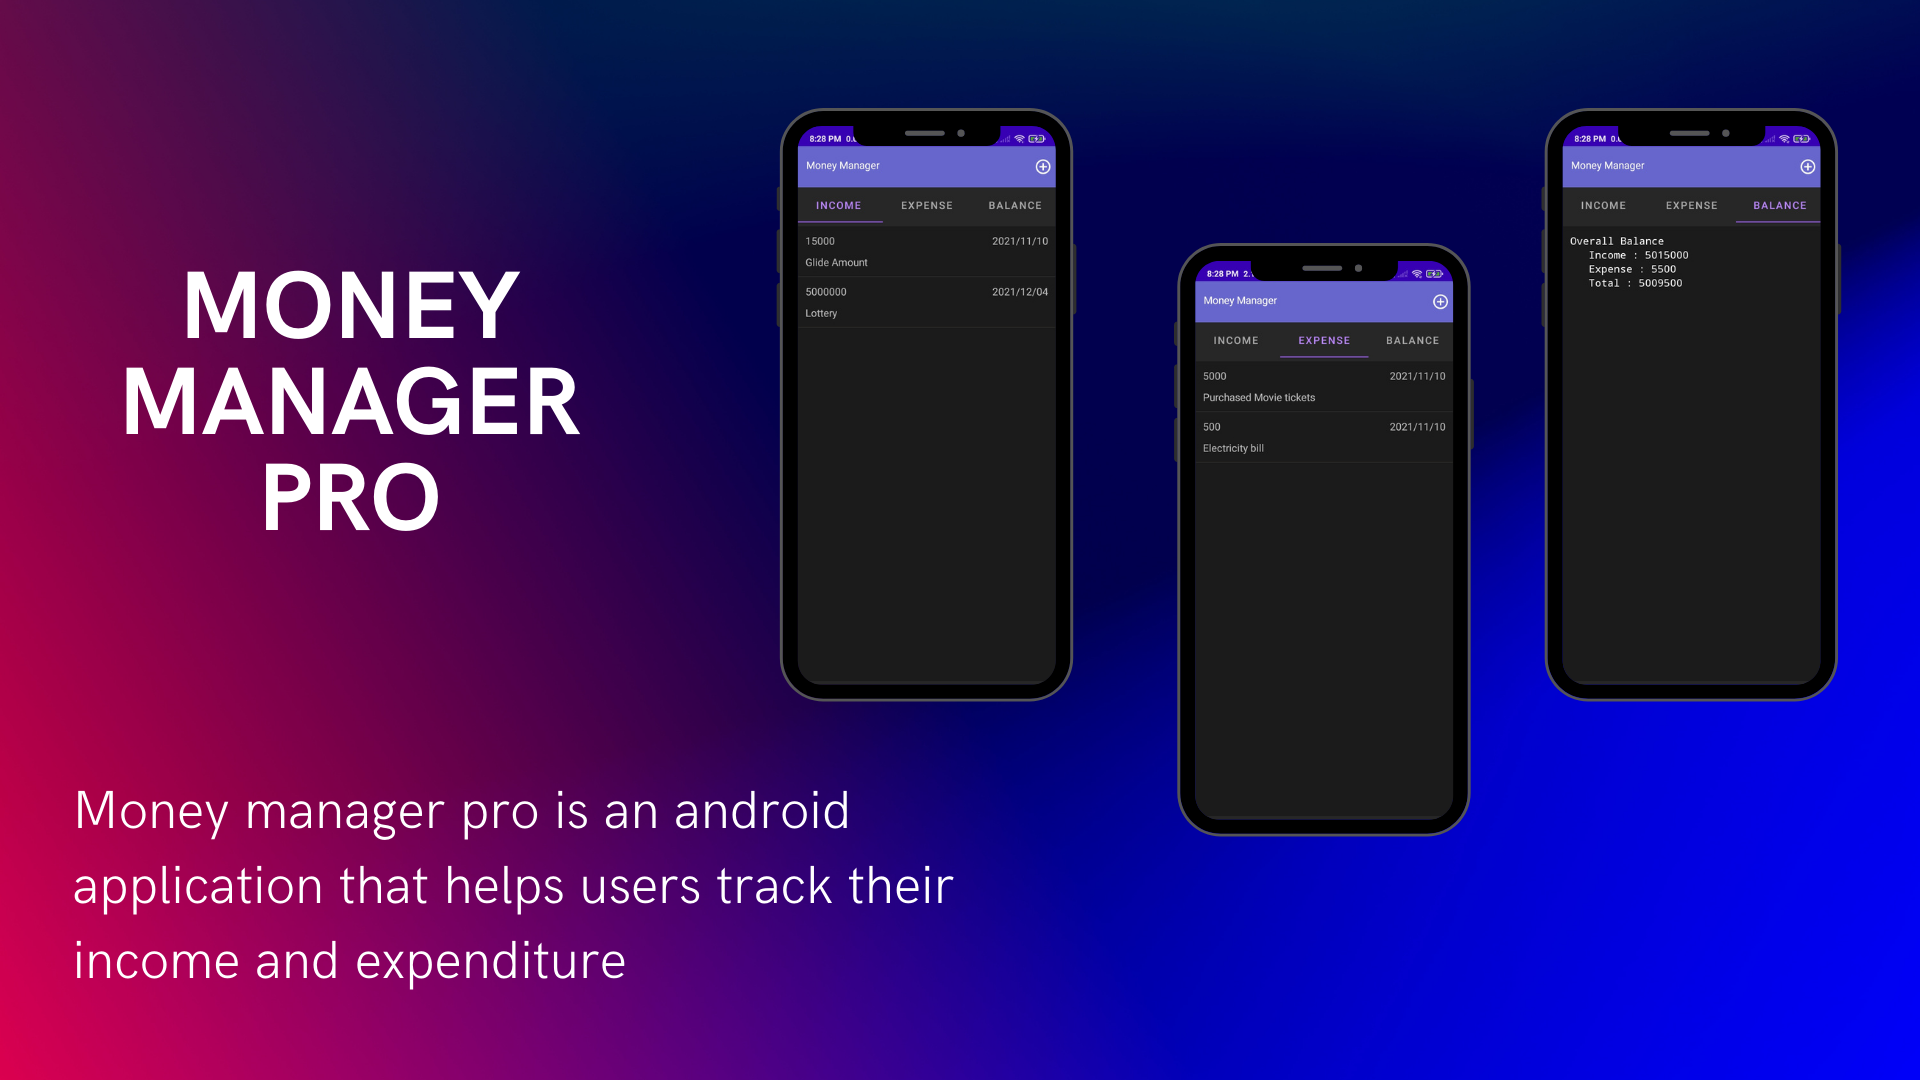 MONEY
MANAGER
PRO
Money manager pro is an android
application that helps users track their
income and expenditure
8:28 PM
Money Manager
INCOME EXPENSE BALANCE
15000 2021/11/10
Glide Amount
5000000 2021/12/04
Lottery
8:28 PM
Money Manager
INCOME EXPENSE BALANCE
5000 2021/11/10
Purchased Movie tickets
500 2021/11/10
Electricity bill
8:28 PM
Money Manager
INCOME EXPENSE BALANCE
Overall Balance
Income : 5015000
Expense : 5500
Total : 5009500